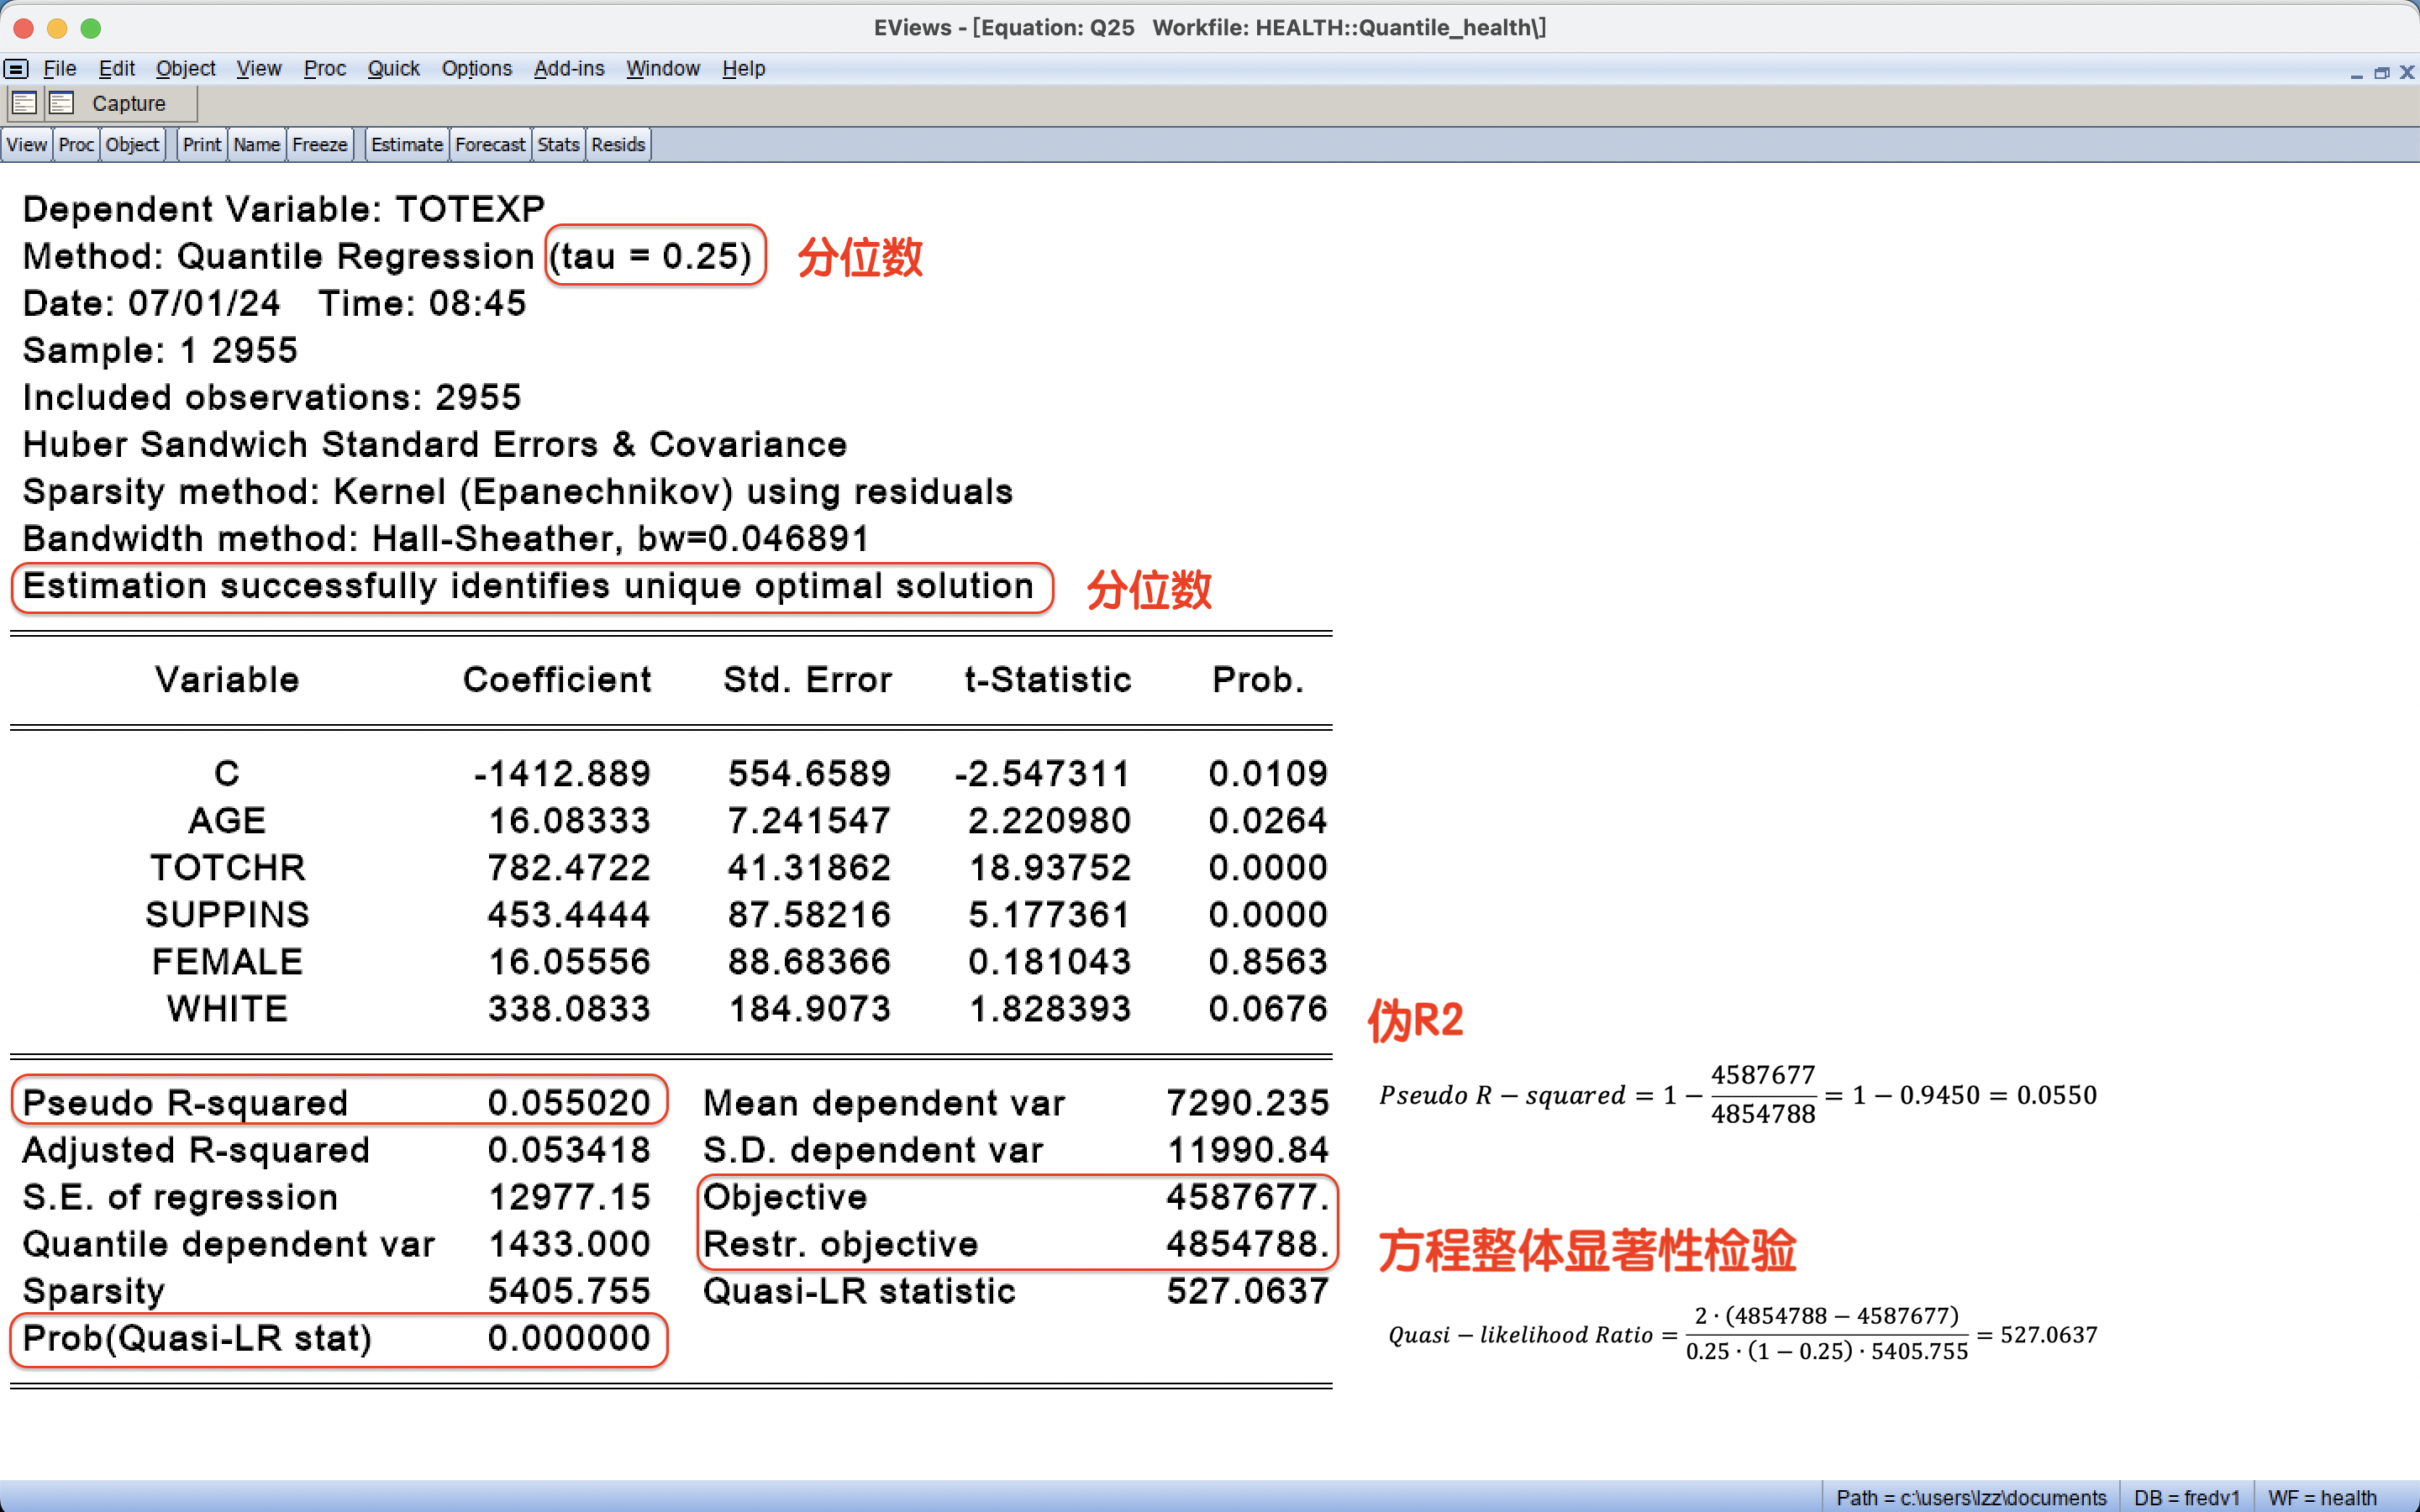 EViews - [Equation: Q25   Workfile: HEALTH::Quantile_health\]
File Edit Object View Proc Quick Options Add-ins Window Help
Capture
View Proc Object Print Name Freeze Estimate Forecast Stats Resids
Dependent Variable: TOTEXP
Method: Quantile Regression (tau = 0.25) 分位数
Date: 07/01/24   Time: 08:45
Sample: 1 2955
Included observations: 2955
Huber Sandwich Standard Errors & Covariance
Sparsity method: Kernel (Epanechnikov) using residuals
Bandwidth method: Hall-Sheather, bw=0.046891
Estimation successfully identifies unique optimal solution 分位数
Variable Coefficient Std. Error t-Statistic Prob.
C -1412.889 554.6589 -2.547311 0.0109
AGE 16.08333 7.241547 2.220980 0.0264
TOTCHR 782.4722 41.31862 18.93752 0.0000
SUPPINS 453.4444 87.58216 5.177361 0.0000
FEMALE 16.05556 88.68366 0.181043 0.8563
WHITE 338.0833 184.9073 1.828393 0.0676
伪R2
Pseudo R-squared 0.055020 Mean dependent var 7290.235
Pseudo R − squared = 1 − 4587677/4854788 = 1 − 0.9450 = 0.0550
Adjusted R-squared 0.053418 S.D. dependent var 11990.84
S.E. of regression 12977.15 Objective 4587677.
Quantile dependent var 1433.000 Restr. objective 4854788.
方程整体显著性检验
Sparsity 5405.755 Quasi-LR statistic 527.0637
Prob(Quasi-LR stat) 0.000000
Quasi − likelihood Ratio = 2 · (4854788 − 4587677)/0.25 · (1 − 0.25) · 5405.755 = 527.0637
Path = c:\users\lzz\documents DB = fredv1 WF = health